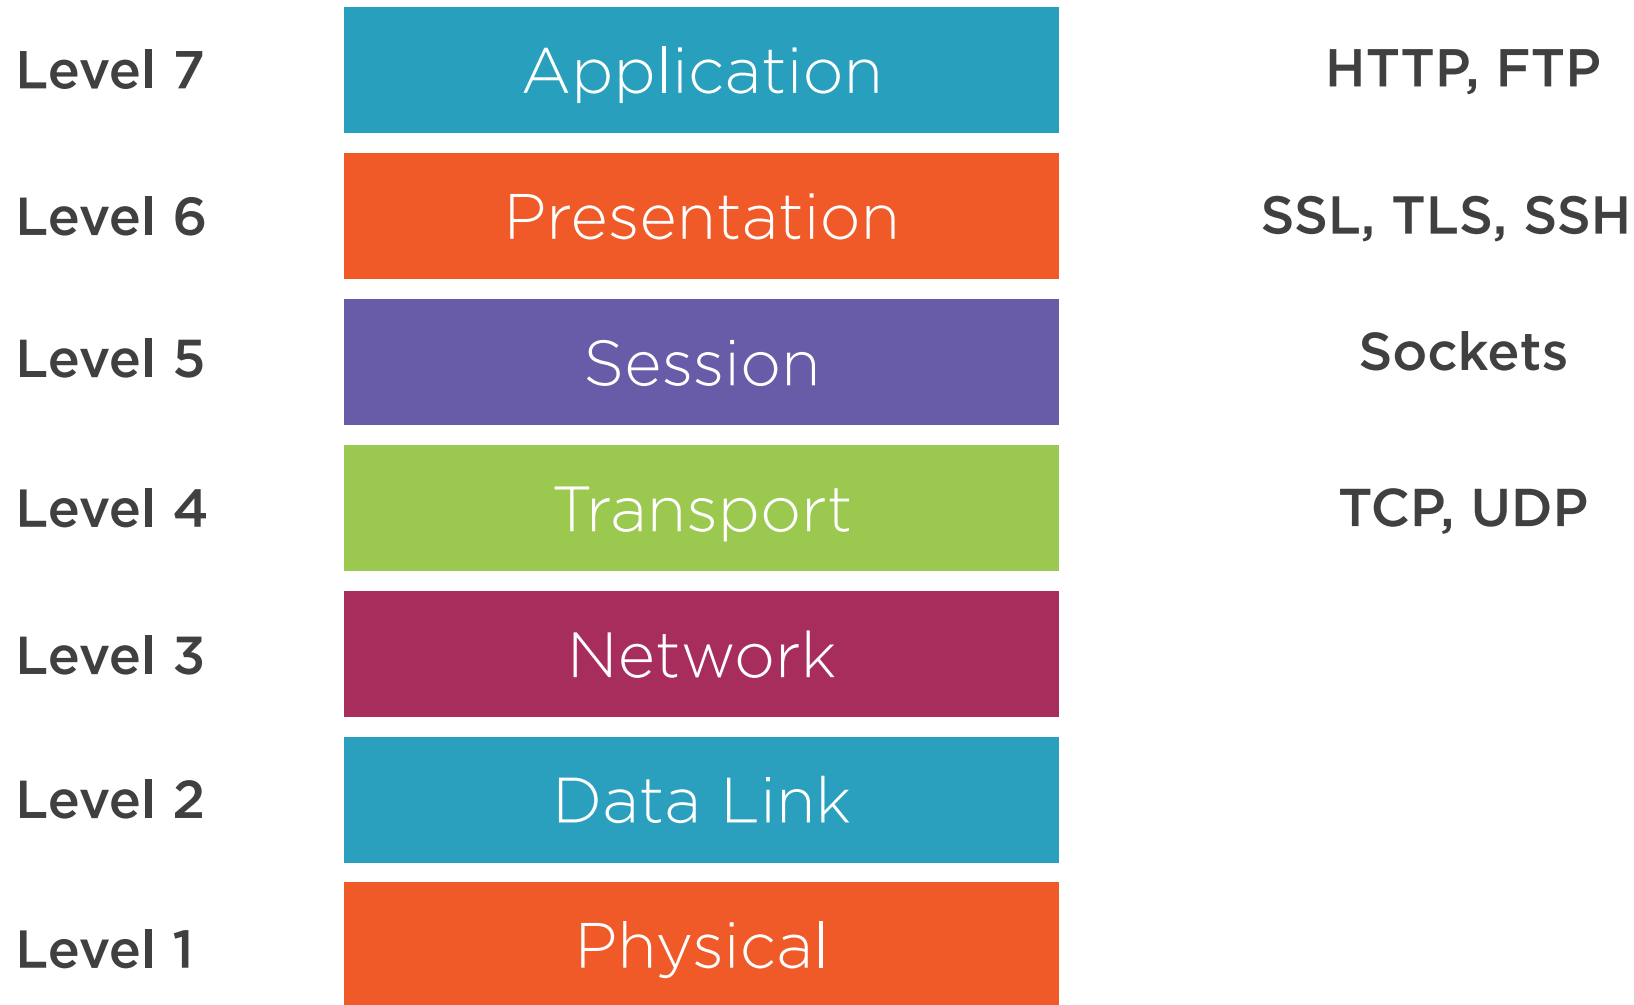 Level 7 Application HTTP, FTP
Level 6 Presentation SSL, TLS, SSH
Level 5 Session Sockets
Level 4 Transport TCP, UDP
Level 3 Network
Level 2 Data Link
Level 1 Physical